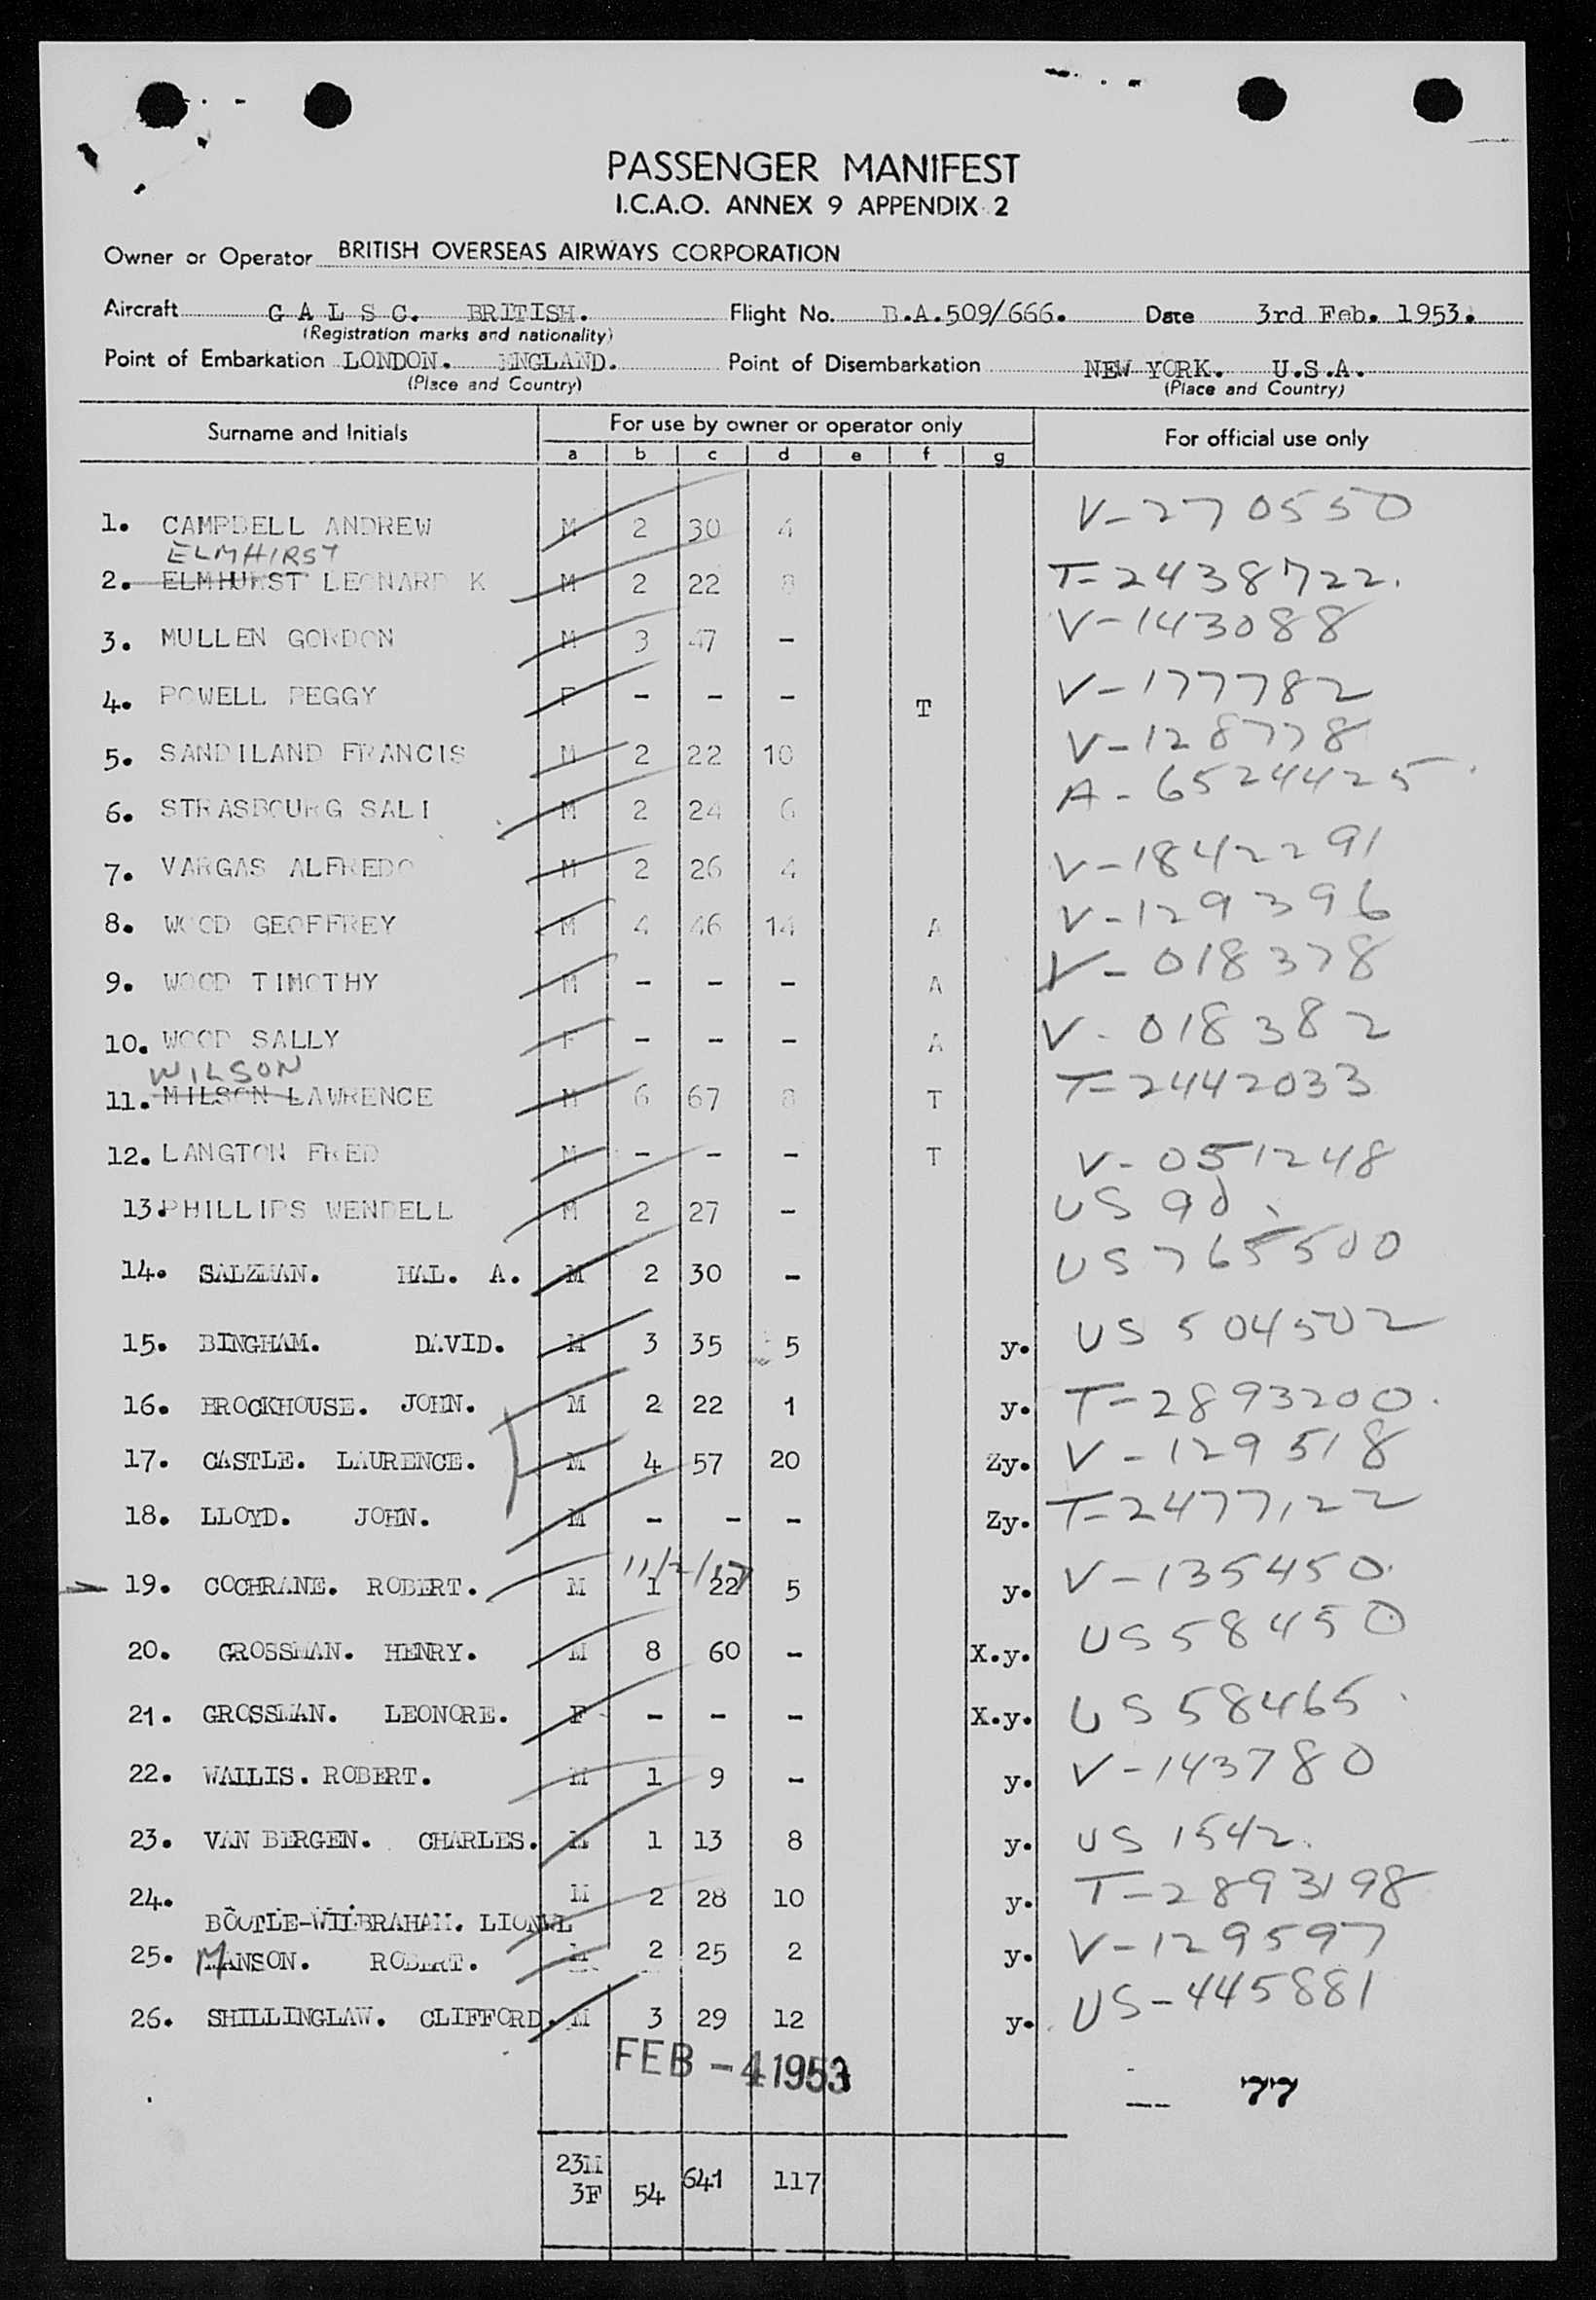 PASSENGER MANIFEST
I.C.A.O. ANNEX 9 APPENDIX 2
Owner or Operator BRITISH OVERSEAS AIRWAYS CORPORATION
Aircraft G A L S C. BRITISH. Flight No. B.A.509/666. Date 3rd Feb. 1953.
(Registration marks and nationality)
Point of Embarkation LONDON. ENGLAND. Point of Disembarkation NEW YORK. U.S.A.
(Place and Country) (Place and Country)
Surname and Initials For use by owner or operator only For official use only
a b c d e f g
1. CAMPBELL ANDREW M 2 30 4 V-270550
ELMHIRST
2. ELMHURST LEONARD K M 2 22 8 T-2438722.
3. MULLEN GORDON M 3 47 - V-143088
4. POWELL PEGGY F - - - T V-177782
5. SANDILAND FRANCIS M 2 22 10 V-128778
6. STRASBOURG SALI M 2 24 6 A-6524425
7. VARGAS ALFREDO M 2 26 4 V-1842291
8. WOOD GEOFFREY M 4 46 14 A V-129396
9. WOOD TIMOTHY M - - - A V-018378
10. WOOD SALLY F - - - A V-018382
WILSON
11. MILSON LAWRENCE M 6 67 8 T T-2442033
12. LANGTON FRED M - - - T V-051248
13. PHILLIPS WENDELL M 2 27 - US 90
14. SALZMAN. HAL. A. M 2 30 - US 765500
15. BINGHAM. DAVID. M 3 35 5 y. US 504502
16. BROCKHOUSE. JOHN. M 2 22 1 y. T-2893200.
17. CASTLE. LAURENCE. M 4 57 20 Zy. V-129518
18. LLOYD. JOHN. M - - - Zy. T-2477122
19. COCHRANE. ROBERT. M 1 22 5 y. V-135450.
20. GROSSMAN. HENRY. M 8 60 - X.y. US 58450
21. GROSSMAN. LEONORE. F - - - X.y. US 58465
22. WALLIS. ROBERT. M 1 9 - y. V-143780
23. VAN BERGEN. CHARLES. M 1 13 8 y. US 1542.
24. M 2 28 10 y. T-2893198
BOOTLE-WILBRAHAM. LIONEL
25. MANSON. ROBERT. M 2 25 2 y. V-129597
26. SHILLINGLAW. CLIFFORD. M 3 29 12 y. US-445881
FEB -4 1953
77
23M 641 117
3F 54